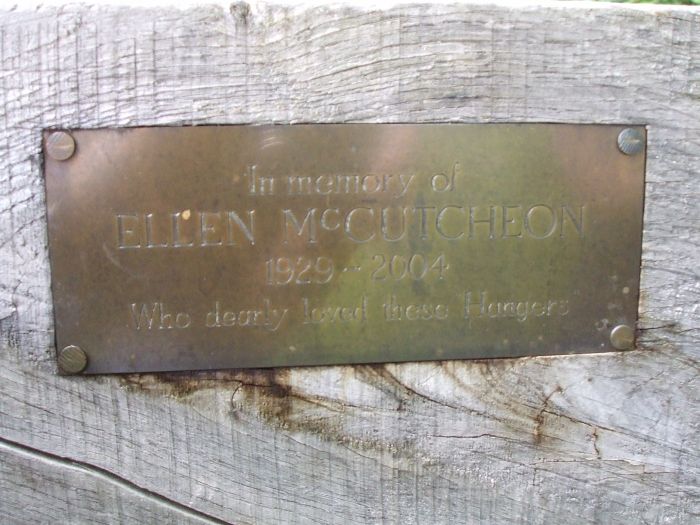 In memory of
ELLEN McCUTCHEON
1929 - 2004
Who dearly loved these Hangers